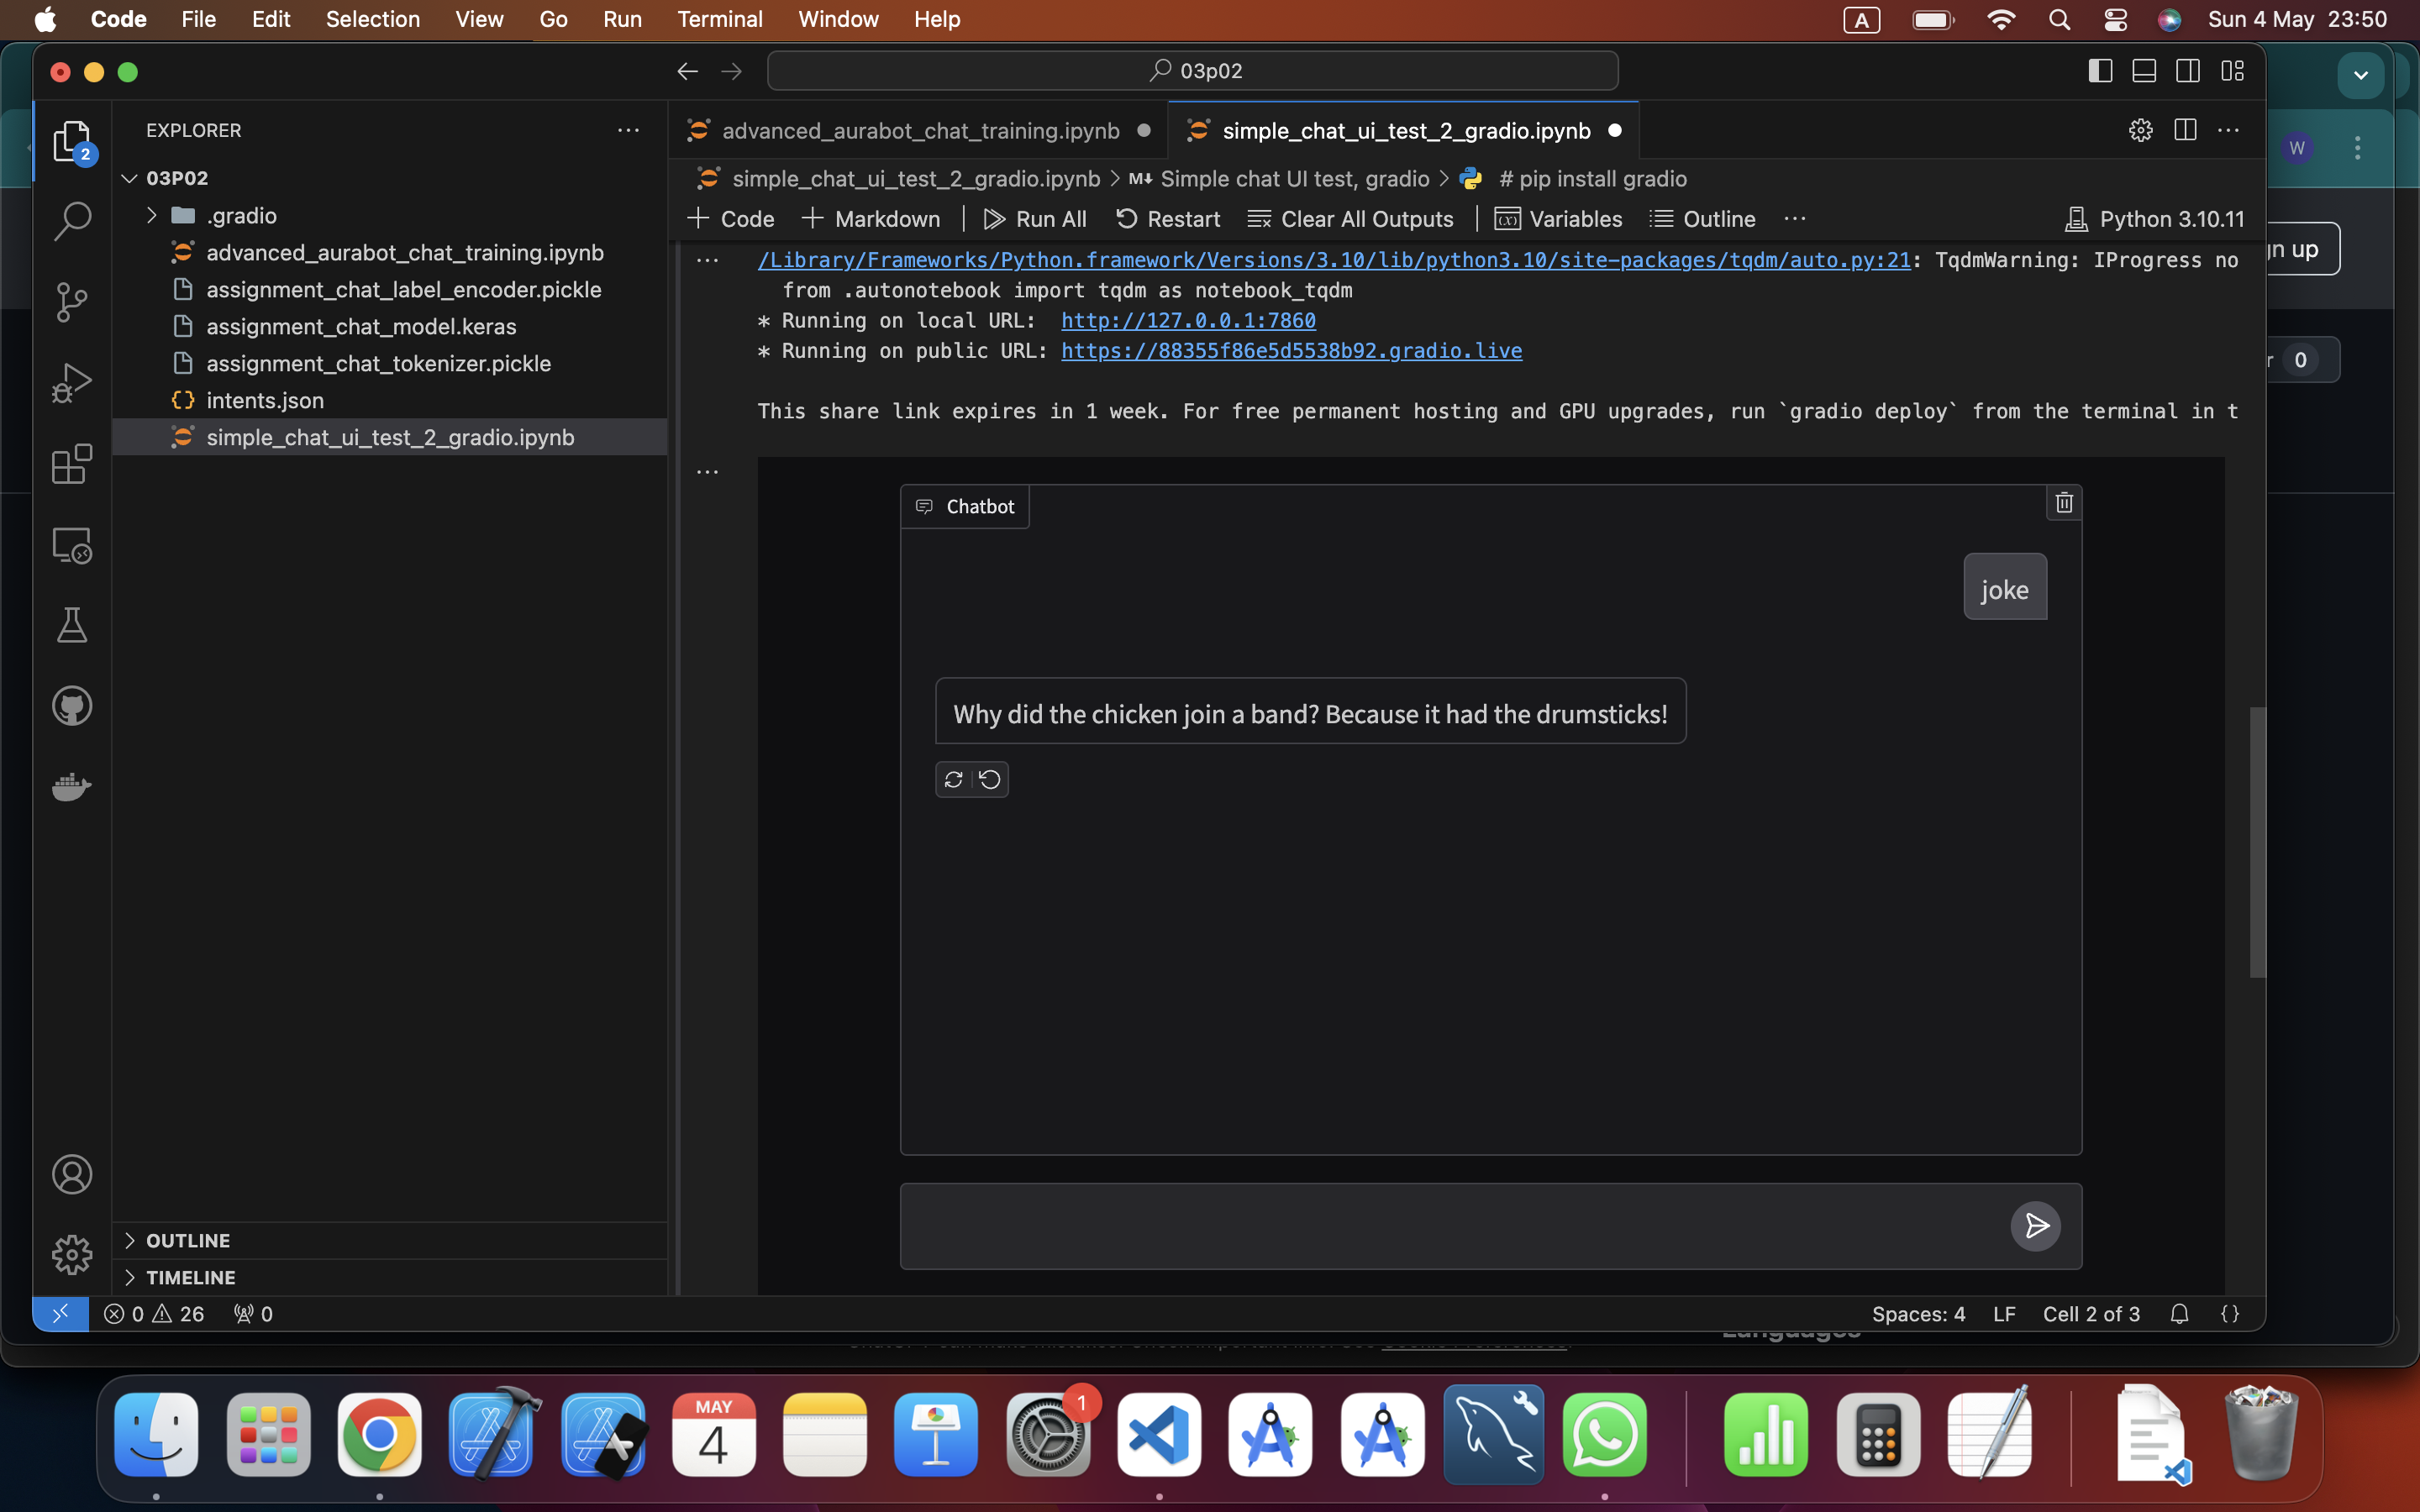 Code File Edit Selection View Go Run Terminal Window Help A Sun 4 May 23:50
03p02
EXPLORER
2
03P02
.gradio
advanced_aurabot_chat_training.ipynb
assignment_chat_label_encoder.pickle
assignment_chat_model.keras
assignment_chat_tokenizer.pickle
intents.json
simple_chat_ui_test_2_gradio.ipynb
OUTLINE
TIMELINE
advanced_aurabot_chat_training.ipynb simple_chat_ui_test_2_gradio.ipynb
simple_chat_ui_test_2_gradio.ipynb > M↓ Simple chat UI test, gradio > # pip install gradio
+ Code + Markdown | Run All Restart Clear All Outputs | Variables Outline ... Python 3.10.11
/Library/Frameworks/Python.framework/Versions/3.10/lib/python3.10/site-packages/tqdm/auto.py:21: TqdmWarning: IProgress no
from .autonotebook import tqdm as notebook_tqdm
* Running on local URL: http://127.0.0.1:7860
* Running on public URL: https://88355f86e5d5538b92.gradio.live
This share link expires in 1 week. For free permanent hosting and GPU upgrades, run `gradio deploy` from the terminal in t
Chatbot
joke
Why did the chicken join a band? Because it had the drumsticks!
0 26 0
Spaces: 4 LF Cell 2 of 3 {}
W
n up
r 0
MAY
4
1